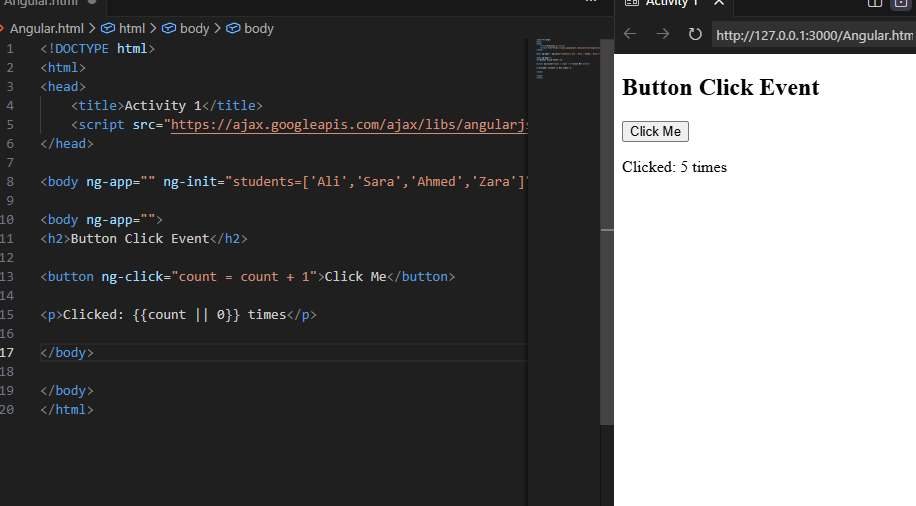 Angular.html
Angular.html > html > body > body
1 <!DOCTYPE html>
2 <html>
3 <head>
4 <title>Activity 1</title>
5 <script src="https://ajax.googleapis.com/ajax/libs/angularjs
6 </head>
7
8 <body ng-app="" ng-init="students=['Ali','Sara','Ahmed','Zara']"
9
10 <body ng-app="">
11 <h2>Button Click Event</h2>
12
13 <button ng-click="count = count + 1">Click Me</button>
14
15 <p>Clicked: {{count || 0}} times</p>
16
17 </body>
18
19 </body>
20 </html>
Activity 1
http://127.0.0.1:3000/Angular.htm
Button Click Event
Click Me
Clicked: 5 times